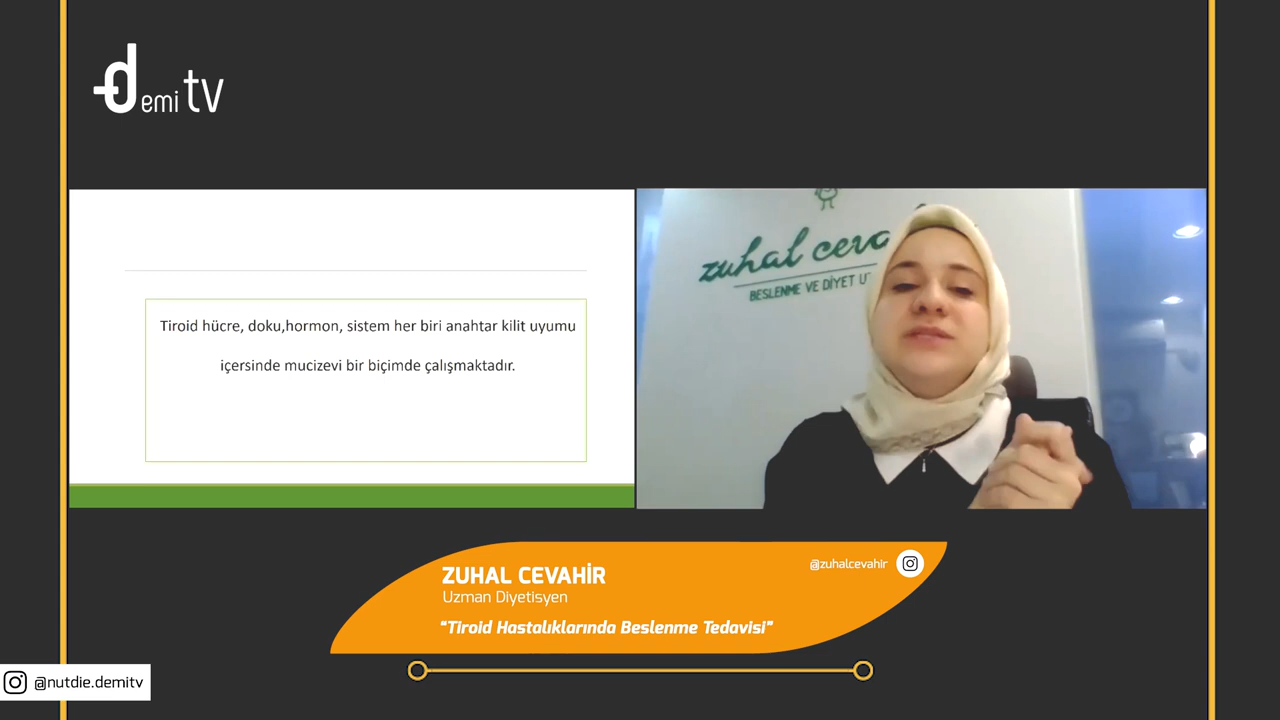 demi tv
Tiroid hücre, doku,hormon, sistem her biri anahtar kilit uyumu
içersinde mucizevi bir biçimde çalışmaktadır.
zuhal ceva
BESLENME VE DİYET
ZUHAL CEVAHİR
@zuhalcevahir
Uzman Diyetisyen
“Tiroid Hastalıklarında Beslenme Tedavisi”
@nutdie.demitv